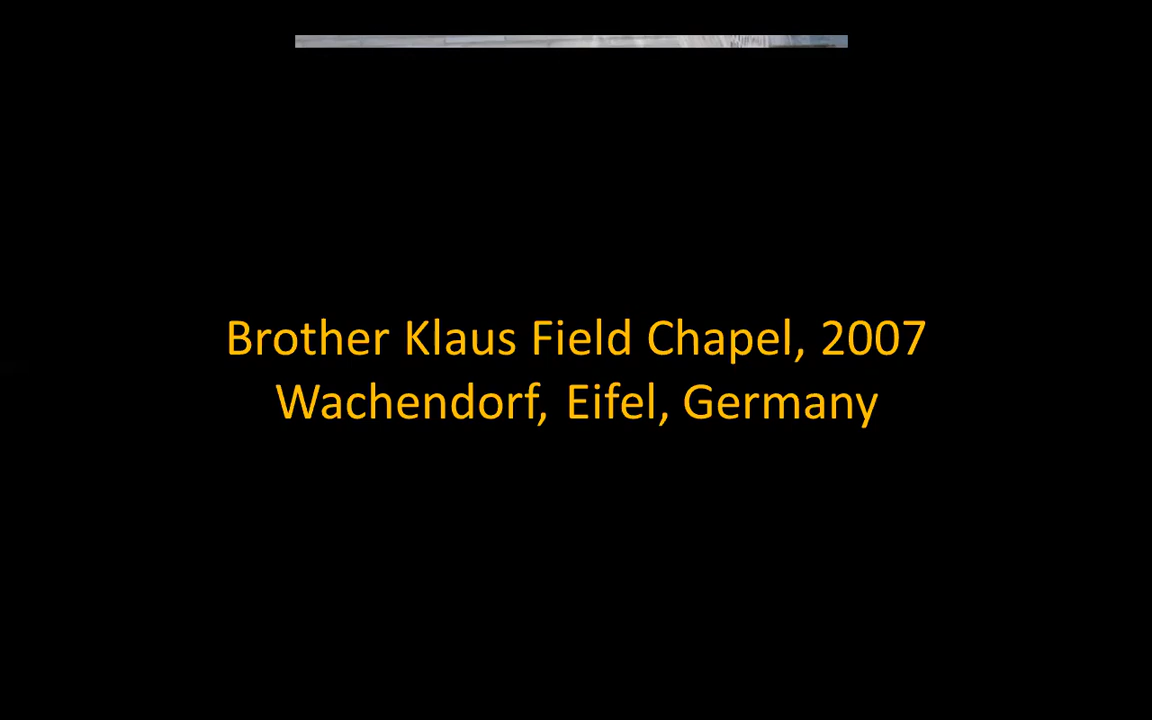 Brother Klaus Field Chapel, 2007
Wachendorf, Eifel, Germany